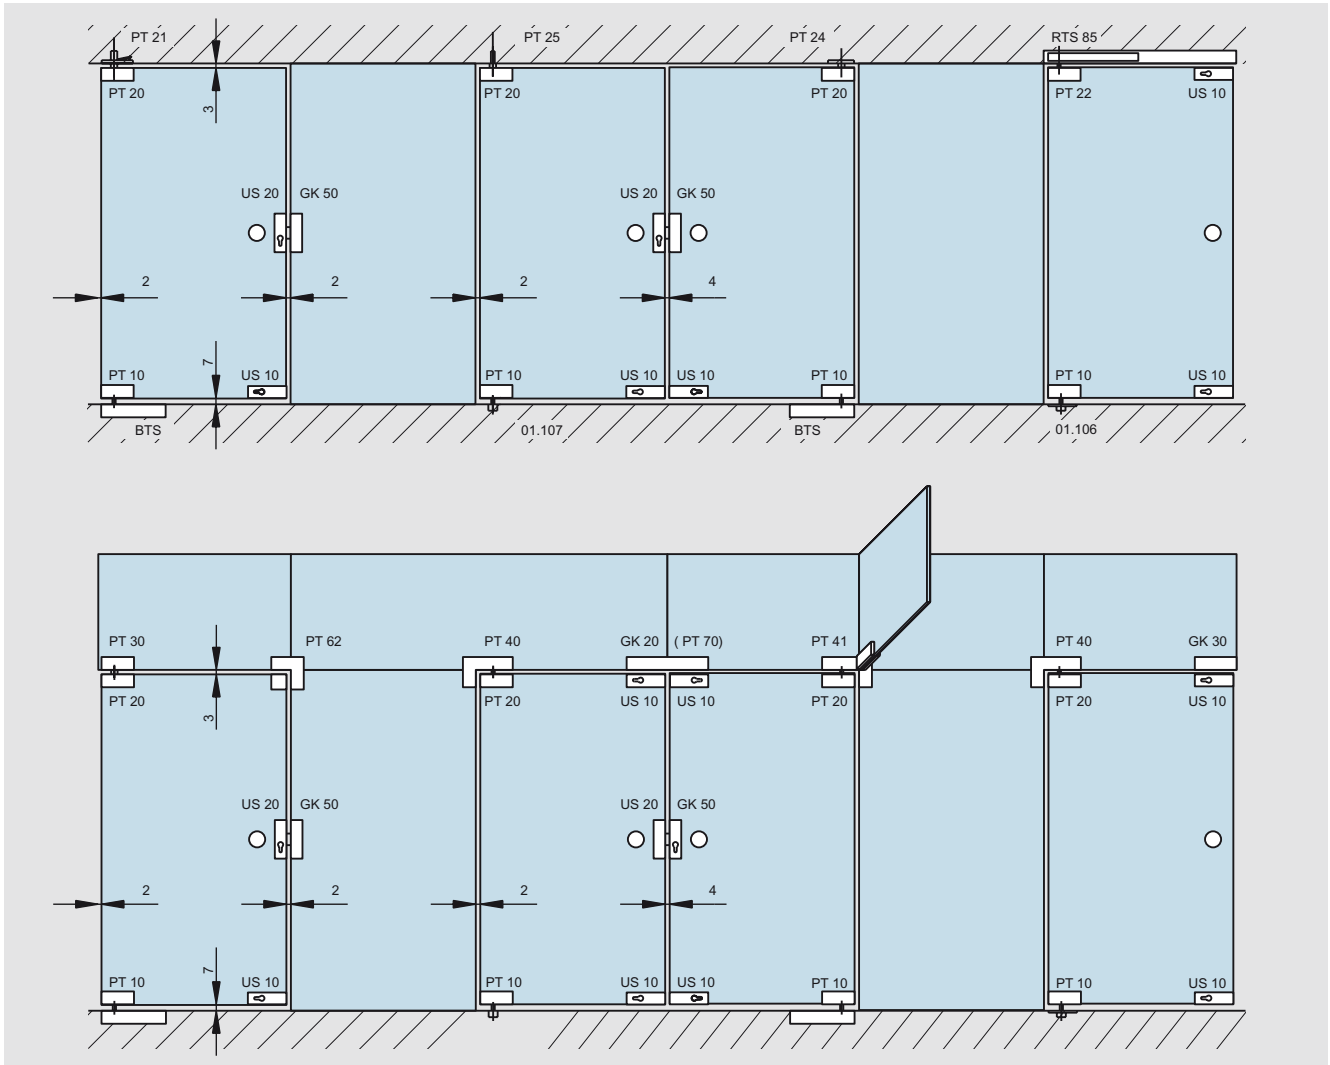 PT 21 PT 25 PT 24 RTS 85
PT 20 PT 20 PT 20 PT 22 US 10
3
US 20 GK 50 US 20 GK 50
2 2 2 4
7
PT 10 US 10 PT 10 US 10 US 10 PT 10 PT 10 US 10
BTS 01.107 BTS 01.106
PT 30 PT 62 PT 40 GK 20 ( PT 70) PT 41 PT 40 GK 30
PT 20 PT 20 US 10 US 10 PT 20 PT 20 US 10
3
US 20 GK 50 US 20 GK 50
2 2 2 4
7
PT 10 US 10 PT 10 US 10 US 10 PT 10 PT 10 US 10